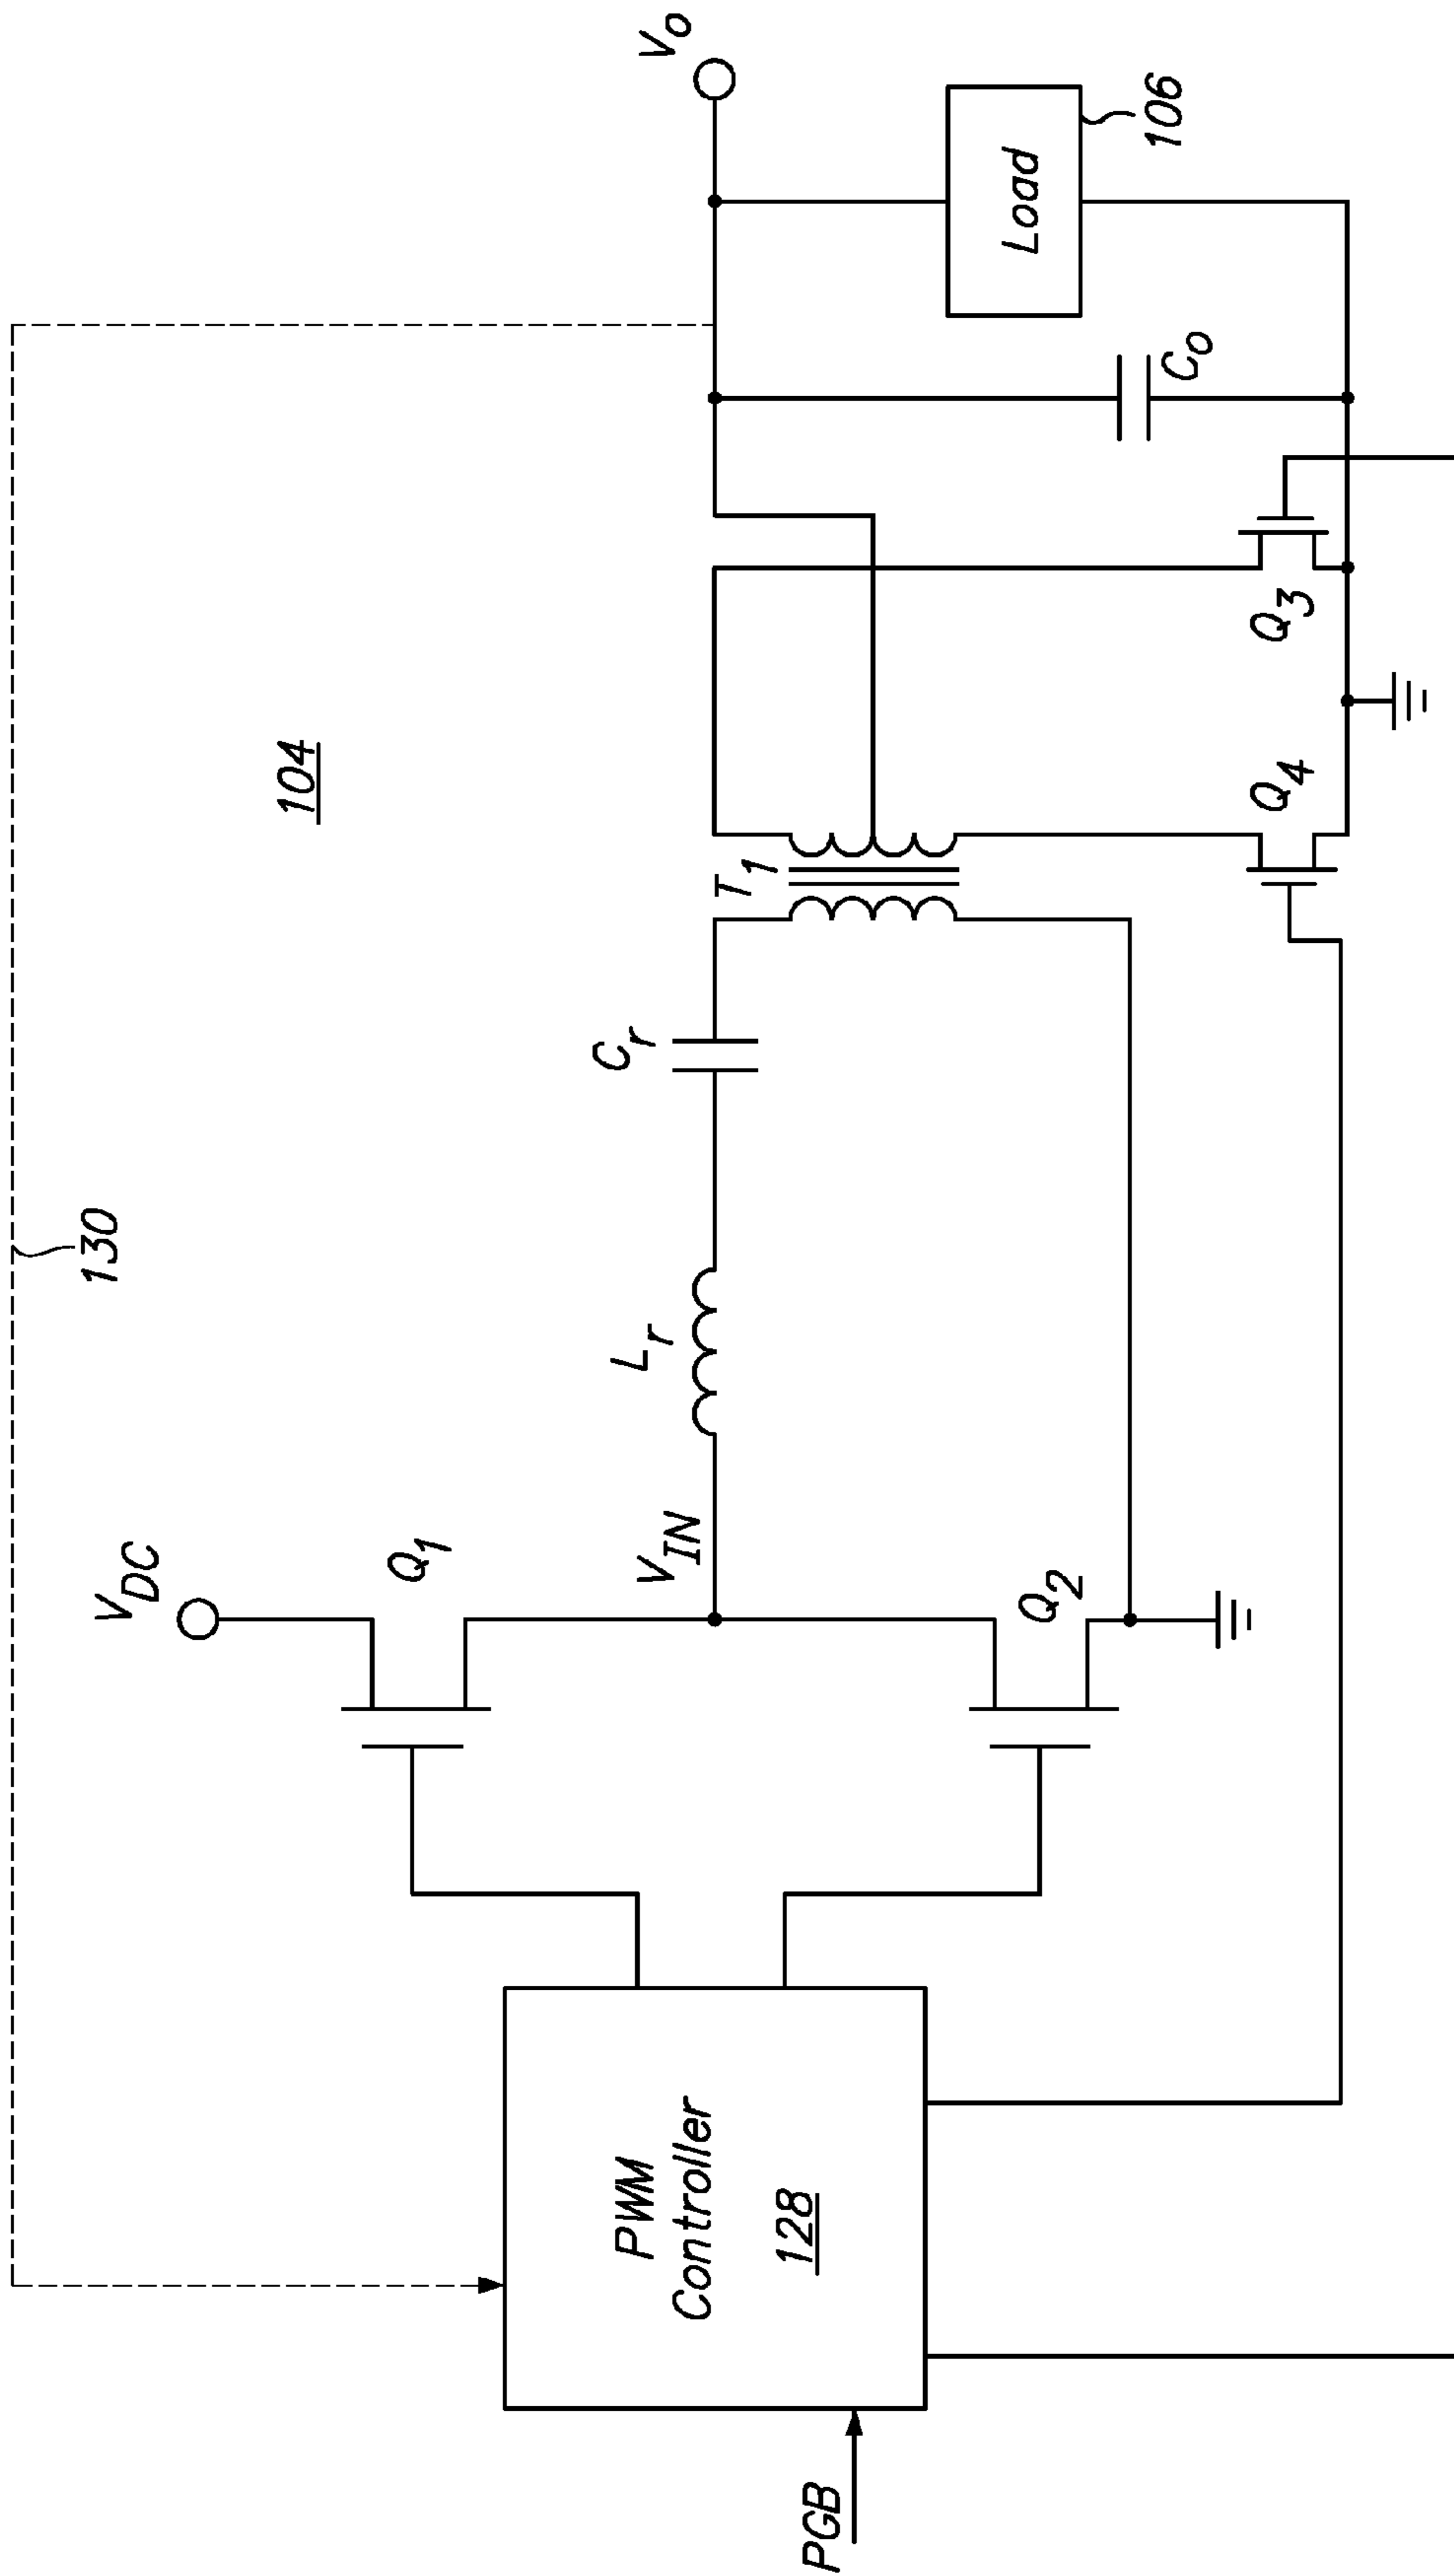 130
104
V_DC
Q_1
V_IN
L_r
C_r
T_1
V_O
PWM
Controller
128
PGB
Q_2
Q_4
Q_3
C_O
Load
106